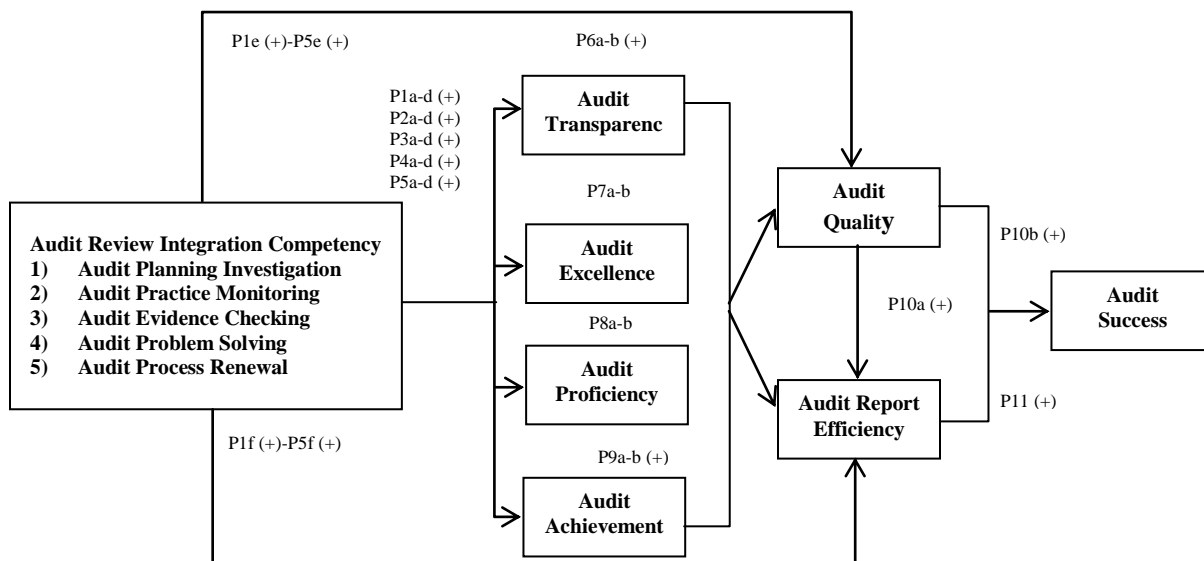 P1e (+)-P5e (+)
P6a-b (+)
P1a-d (+)
P2a-d (+)
P3a-d (+)
P4a-d (+)
P5a-d (+)
Audit
Transparenc
P7a-b
Audit
Quality
Audit Review Integration Competency
1) Audit Planning Investigation
2) Audit Practice Monitoring
3) Audit Evidence Checking
4) Audit Problem Solving
5) Audit Process Renewal
Audit
Excellence
P10b (+)
P10a (+)
Audit
Success
P8a-b
Audit
Proficiency
Audit Report
Efficiency
P11 (+)
P1f (+)-P5f (+)
P9a-b (+)
Audit
Achievement